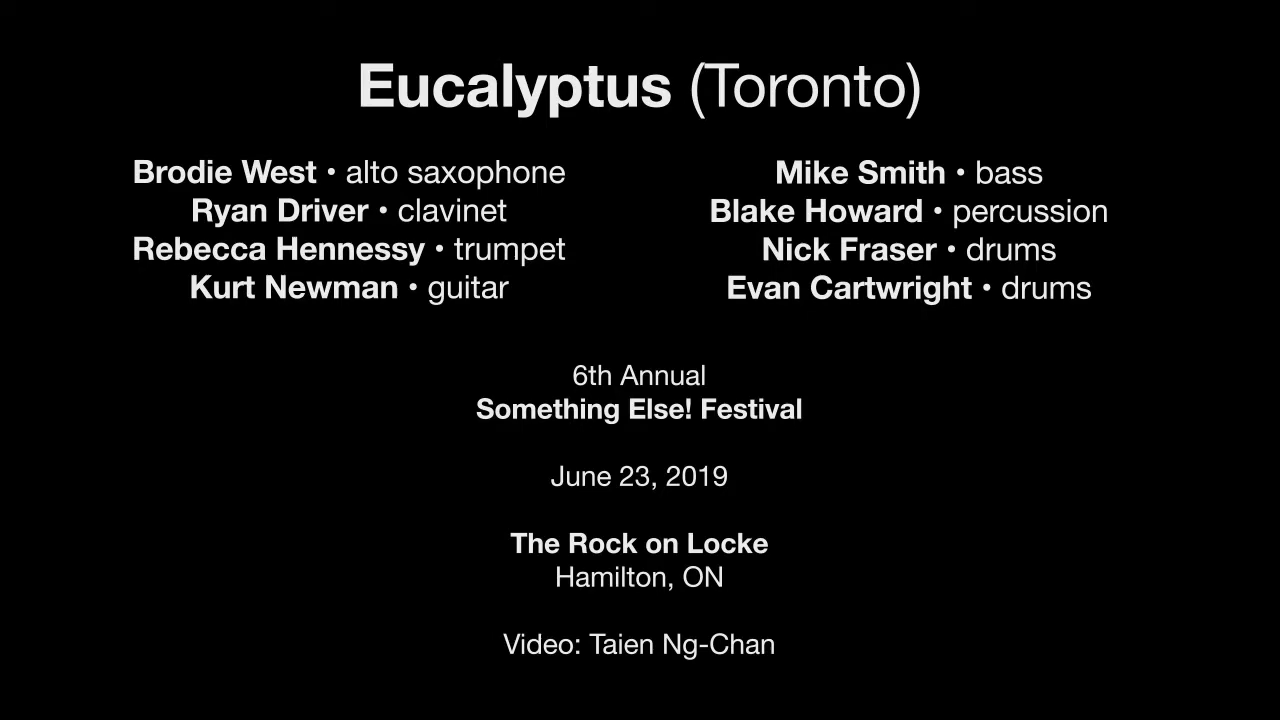 Eucalyptus (Toronto)
Brodie West • alto saxophone
Ryan Driver • clavinet
Rebecca Hennessy • trumpet
Kurt Newman • guitar
Mike Smith • bass
Blake Howard • percussion
Nick Fraser • drums
Evan Cartwright • drums
6th Annual
Something Else! Festival
June 23, 2019
The Rock on Locke
Hamilton, ON
Video: Taien Ng-Chan